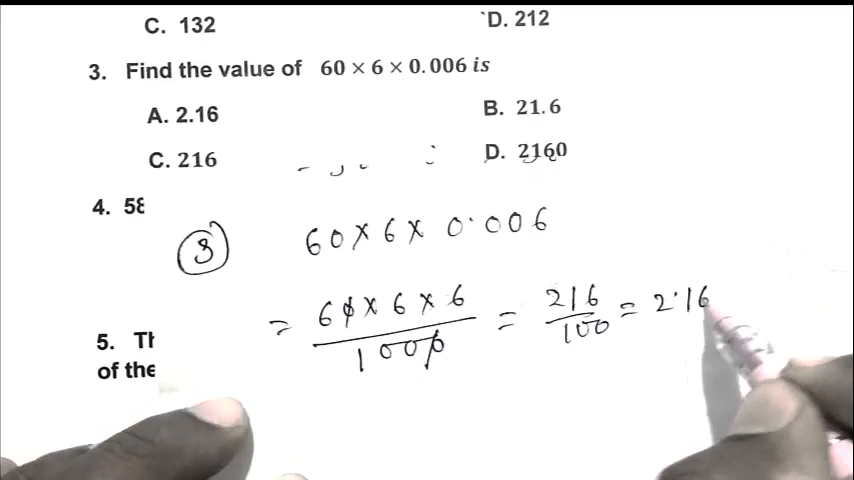 C. 132 D. 212
3. Find the value of 60 × 6 × 0.006 is
A. 2.16 B. 21.6
C. 216 D. 2160
4. 58
3 60 × 6 × 0.006
= 60 × 6 × 6 / 1000 = 216 / 100 = 2.16
5. Th
of the